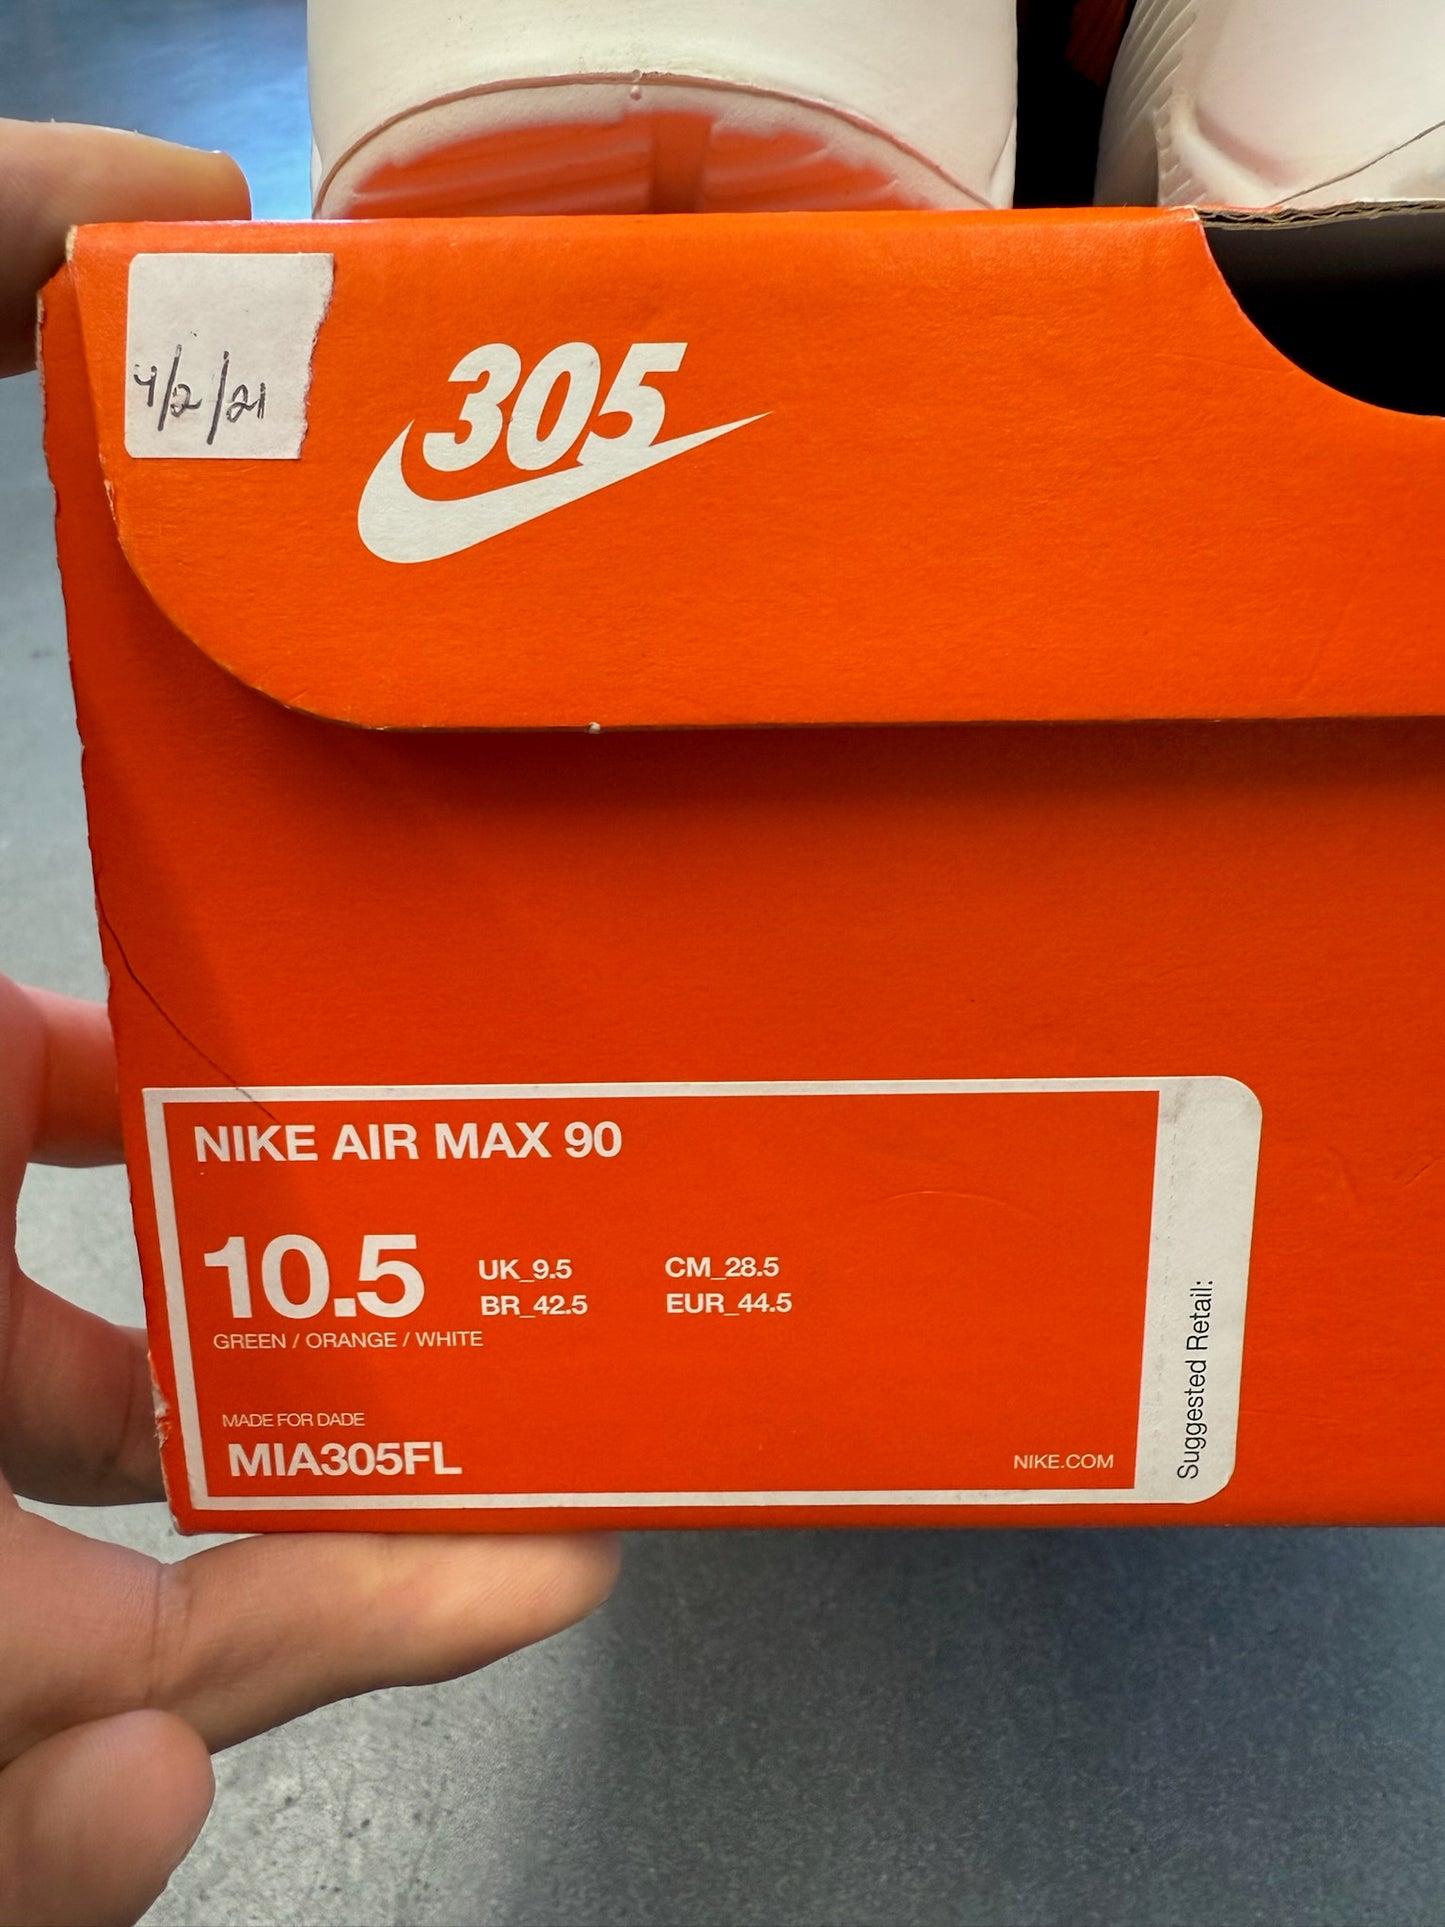 4/2/21
305
NIKE AIR MAX 90
10.5
UK_9.5 CM_28.5
BR_42.5 EUR_44.5
GREEN / ORANGE / WHITE
MADE FOR DADE
MIA305FL
NIKE.COM
Suggested Retail: